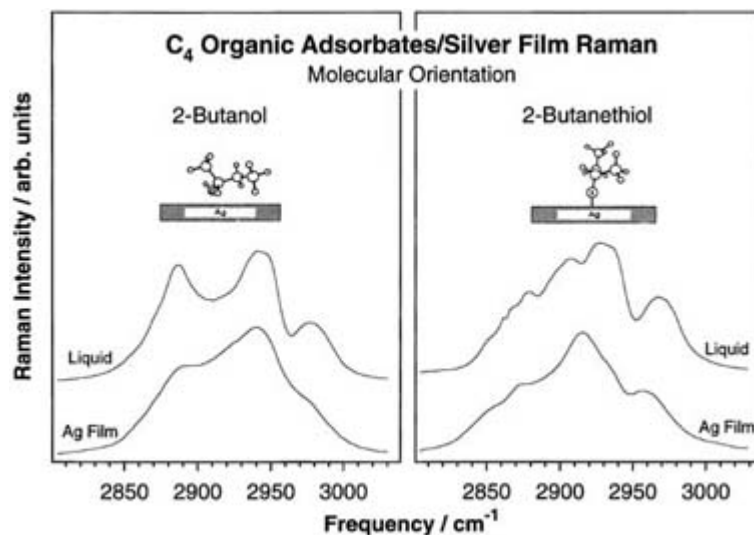 C₄ Organic Adsorbates/Silver Film Raman
Molecular Orientation
2-Butanol
2-Butanethiol
Raman Intensity / arb. units
Ag
Ag
Liquid
Ag Film
Liquid
Ag Film
2850 2900 2950 3000
2850 2900 2950 3000
Frequency / cm⁻¹